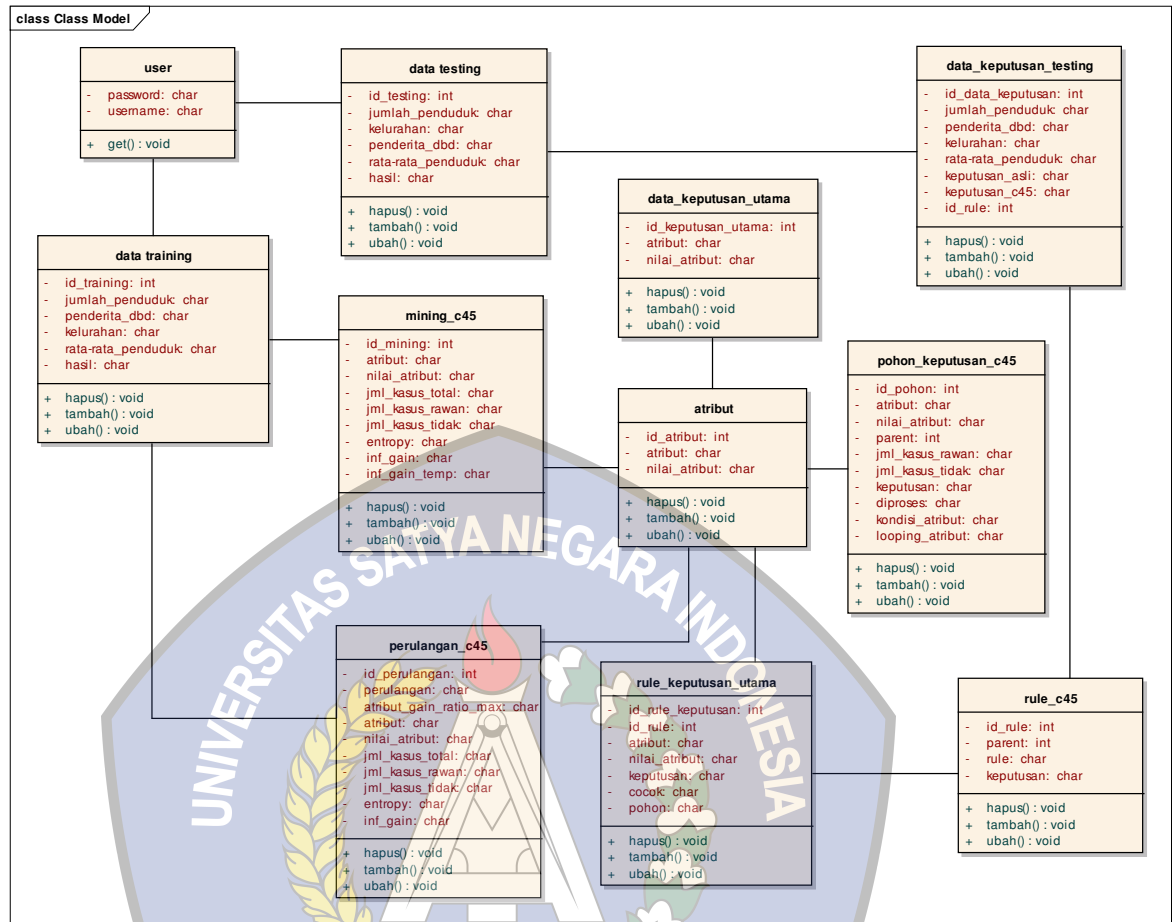 class Class Model
user
- password: char
- username: char
+ get() : void
data testing
- id_testing: int
- jumlah_penduduk: char
- kelurahan: char
- penderita_dbd: char
- rata-rata_penduduk: char
- hasil: char
+ hapus() : void
+ tambah() : void
+ ubah() : void
data_keputusan_testing
- id_data_keputusan: int
- jumlah_penduduk: char
- penderita_dbd: char
- kelurahan: char
- rata-rata_penduduk: char
- keputusan_asli: char
- keputusan_c45: char
- id_rule: int
+ hapus() : void
+ tambah() : void
+ ubah() : void
data_keputusan_utama
- id_keputusan_utama: int
- atribut: char
- nilai_atribut: char
+ hapus() : void
+ tambah() : void
+ ubah() : void
data training
- id_training: int
- jumlah_penduduk: char
- penderita_dbd: char
- kelurahan: char
- rata-rata_penduduk: char
- hasil: char
+ hapus() : void
+ tambah() : void
+ ubah() : void
mining_c45
- id_mining: int
- atribut: char
- nilai_atribut: char
- jml_kasus_total: char
- jml_kasus_rawan: char
- jml_kasus_tidak: char
- entropy: char
- inf_gain: char
- inf_gain_temp: char
+ hapus() : void
+ tambah() : void
+ ubah() : void
atribut
- id_atribut: int
- atribut: char
- nilai_atribut: char
+ hapus() : void
+ tambah() : void
+ ubah() : void
pohon_keputusan_c45
- id_pohon: int
- atribut: char
- nilai_atribut: char
- parent: int
- jml_kasus_rawan: char
- jml_kasus_tidak: char
- keputusan: char
- diproses: char
- kondisi_atribut: char
- looping_atribut: char
+ hapus() : void
+ tambah() : void
+ ubah() : void
UNIVERSITAS SATYA NEGARA INDONESIA
perulangan_c45
- id_perulangan: int
- perulangan: char
- atribut_gain_ratio_max: char
- atribut: char
- nilai_atribut: char
- jml_kasus_total: char
- jml_kasus_rawan: char
- jml_kasus_tidak: char
- entropy: char
- inf_gain: char
+ hapus() : void
+ tambah() : void
+ ubah() : void
rule_keputusan_utama
- id_rule_keputusan: int
- id_rule: int
- atribut: char
- nilai_atribut: char
- keputusan: char
- cocok: char
- pohon: char
+ hapus() : void
+ tambah() : void
+ ubah() : void
rule_c45
- id_rule: int
- parent: int
- rule: char
- keputusan: char
+ hapus() : void
+ tambah() : void
+ ubah() : void